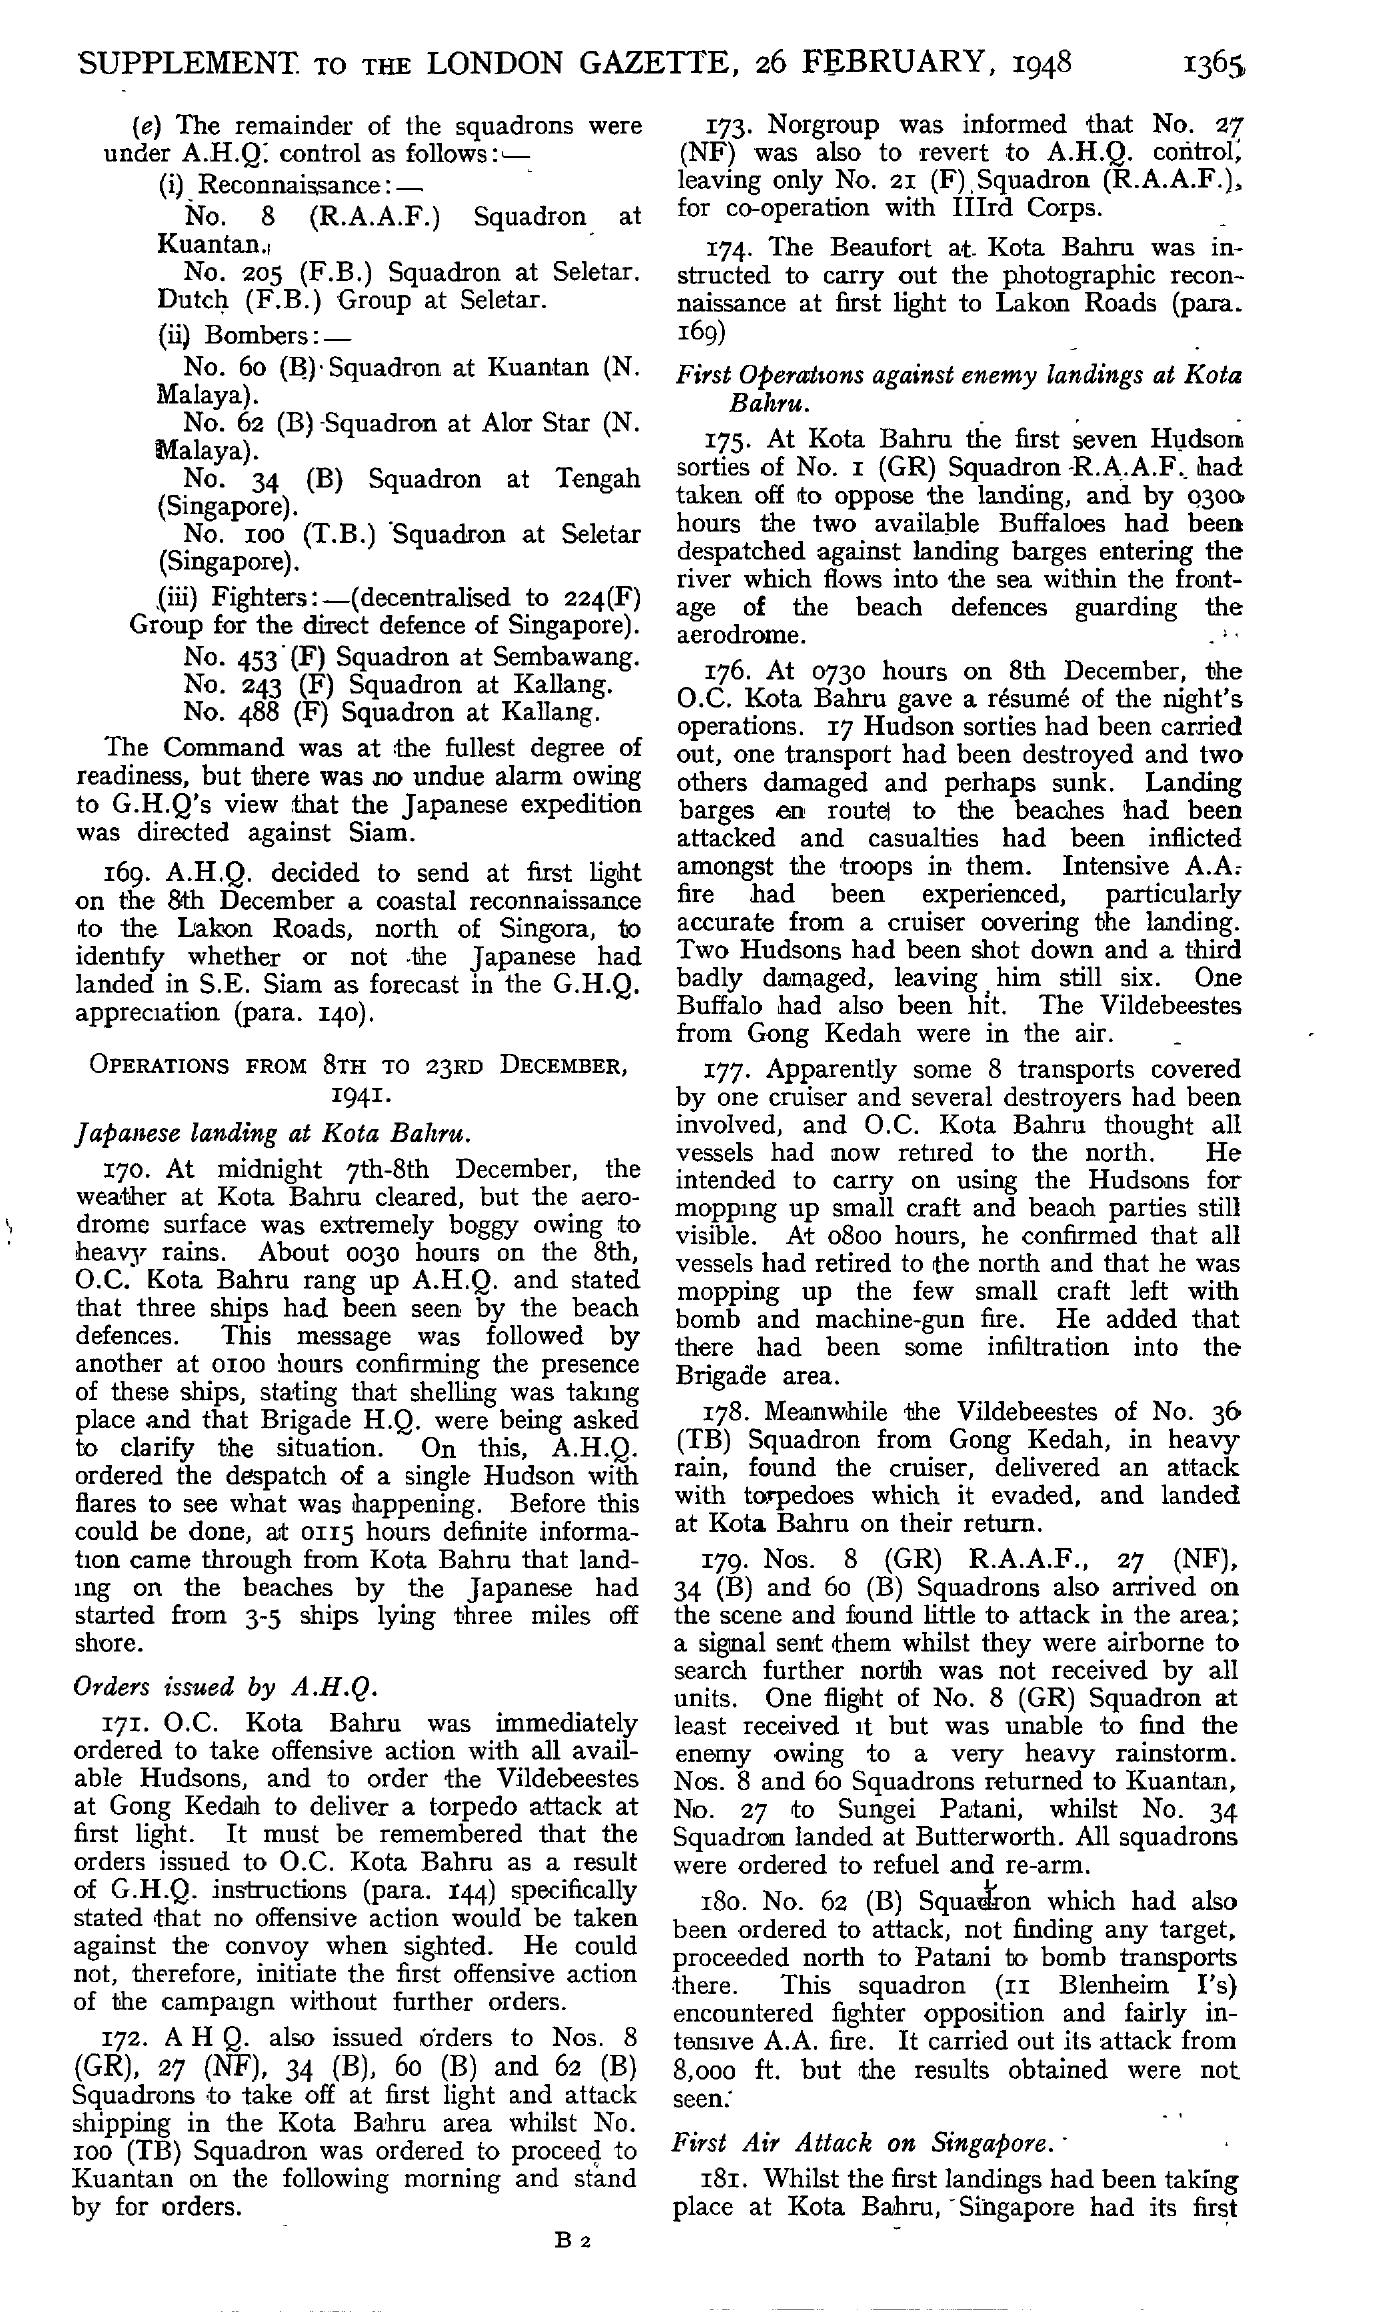 SUPPLEMENT TO THE LONDON GAZETTE, 26 FEBRUARY, 1948 1365
(e) The remainder of the squadrons were
under A.H.Q. control as follows:—
(i) Reconnaissance:—
No. 8 (R.A.A.F.) Squadron at
Kuantan.
No. 205 (F.B.) Squadron at Seletar.
Dutch (F.B.) Group at Seletar.
(ii) Bombers:—
No. 60 (B) Squadron at Kuantan (N.
Malaya).
No. 62 (B) Squadron at Alor Star (N.
Malaya).
No. 34 (B) Squadron at Tengah
(Singapore).
No. 100 (T.B.) Squadron at Seletar
(Singapore).
(iii) Fighters:—(decentralised to 224(F)
Group for the direct defence of Singapore).
No. 453 (F) Squadron at Sembawang.
No. 243 (F) Squadron at Kallang.
No. 488 (F) Squadron at Kallang.
The Command was at the fullest degree of
readiness, but there was no undue alarm owing
to G.H.Q's view that the Japanese expedition
was directed against Siam.
169. A.H.Q. decided to send at first light
on the 8th December a coastal reconnaissance
to the Lakon Roads, north of Singora, to
identify whether or not the Japanese had
landed in S.E. Siam as forecast in the G.H.Q.
appreciation (para. 140).
OPERATIONS FROM 8TH TO 23RD DECEMBER,
1941.
Japanese landing at Kota Bahru.
170. At midnight 7th-8th December, the
weather at Kota Bahru cleared, but the aero-
drome surface was extremely boggy owing to
heavy rains. About 0030 hours on the 8th,
O.C. Kota Bahru rang up A.H.Q. and stated
that three ships had been seen by the beach
defences. This message was followed by
another at 0100 hours confirming the presence
of these ships, stating that shelling was taking
place and that Brigade H.Q. were being asked
to clarify the situation. On this, A.H.Q.
ordered the despatch of a single Hudson with
flares to see what was happening. Before this
could be done, at 0115 hours definite informa-
tion came through from Kota Bahru that land-
ing on the beaches by the Japanese had
started from 3-5 ships lying three miles off
shore.
Orders issued by A.H.Q.
171. O.C. Kota Bahru was immediately
ordered to take offensive action with all avail-
able Hudsons, and to order the Vildebeestes
at Gong Kedah to deliver a torpedo attack at
first light. It must be remembered that the
orders issued to O.C. Kota Bahru as a result
of G.H.Q. instructions (para. 144) specifically
stated that no offensive action would be taken
against the convoy when sighted. He could
not, therefore, initiate the first offensive action
of the campaign without further orders.
172. A H Q. also issued orders to Nos. 8
(GR), 27 (NF), 34 (B), 60 (B) and 62 (B)
Squadrons to take off at first light and attack
shipping in the Kota Bahru area whilst No.
100 (TB) Squadron was ordered to proceed to
Kuantan on the following morning and stand
by for orders.
173. Norgroup was informed that No. 27
(NF) was also to revert to A.H.Q. control,
leaving only No. 21 (F) Squadron (R.A.A.F.),
for co-operation with IIIrd Corps.
174. The Beaufort at Kota Bahru was in-
structed to carry out the photographic recon-
naissance at first light to Lakon Roads (para.
169)
First Operations against enemy landings at Kota
Bahru.
175. At Kota Bahru the first seven Hudson
sorties of No. 1 (GR) Squadron R.A.A.F. had
taken off to oppose the landing, and by 0300
hours the two available Buffaloes had been
despatched against landing barges entering the
river which flows into the sea within the front-
age of the beach defences guarding the
aerodrome.
176. At 0730 hours on 8th December, the
O.C. Kota Bahru gave a résumé of the night's
operations. 17 Hudson sorties had been carried
out, one transport had been destroyed and two
others damaged and perhaps sunk. Landing
barges en route to the beaches had been
attacked and casualties had been inflicted
amongst the troops in them. Intensive A.A.
fire had been experienced, particularly
accurate from a cruiser covering the landing.
Two Hudsons had been shot down and a third
badly damaged, leaving him still six. One
Buffalo had also been hit. The Vildebeestes
from Gong Kedah were in the air.
177. Apparently some 8 transports covered
by one cruiser and several destroyers had been
involved, and O.C. Kota Bahru thought all
vessels had now retired to the north. He
intended to carry on using the Hudsons for
mopping up small craft and beach parties still
visible. At 0800 hours, he confirmed that all
vessels had retired to the north and that he was
mopping up the few small craft left with
bomb and machine-gun fire. He added that
there had been some infiltration into the
Brigade area.
178. Meanwhile the Vildebeestes of No. 36
(TB) Squadron from Gong Kedah, in heavy
rain, found the cruiser, delivered an attack
with torpedoes which it evaded, and landed
at Kota Bahru on their return.
179. Nos. 8 (GR) R.A.A.F., 27 (NF),
34 (B) and 60 (B) Squadrons also arrived on
the scene and found little to attack in the area;
a signal sent them whilst they were airborne to
search further north was not received by all
units. One flight of No. 8 (GR) Squadron at
least received it but was unable to find the
enemy owing to a very heavy rainstorm.
Nos. 8 and 60 Squadrons returned to Kuantan,
No. 27 to Sungei Patani, whilst No. 34
Squadron landed at Butterworth. All squadrons
were ordered to refuel and re-arm.
180. No. 62 (B) Squadron which had also
been ordered to attack, not finding any target,
proceeded north to Patani to bomb transports
there. This squadron (11 Blenheim I's)
encountered fighter opposition and fairly in-
tensive A.A. fire. It carried out its attack from
8,000 ft. but the results obtained were not
seen.
First Air Attack on Singapore.
181. Whilst the first landings had been taking
place at Kota Bahru, Singapore had its first
B 2